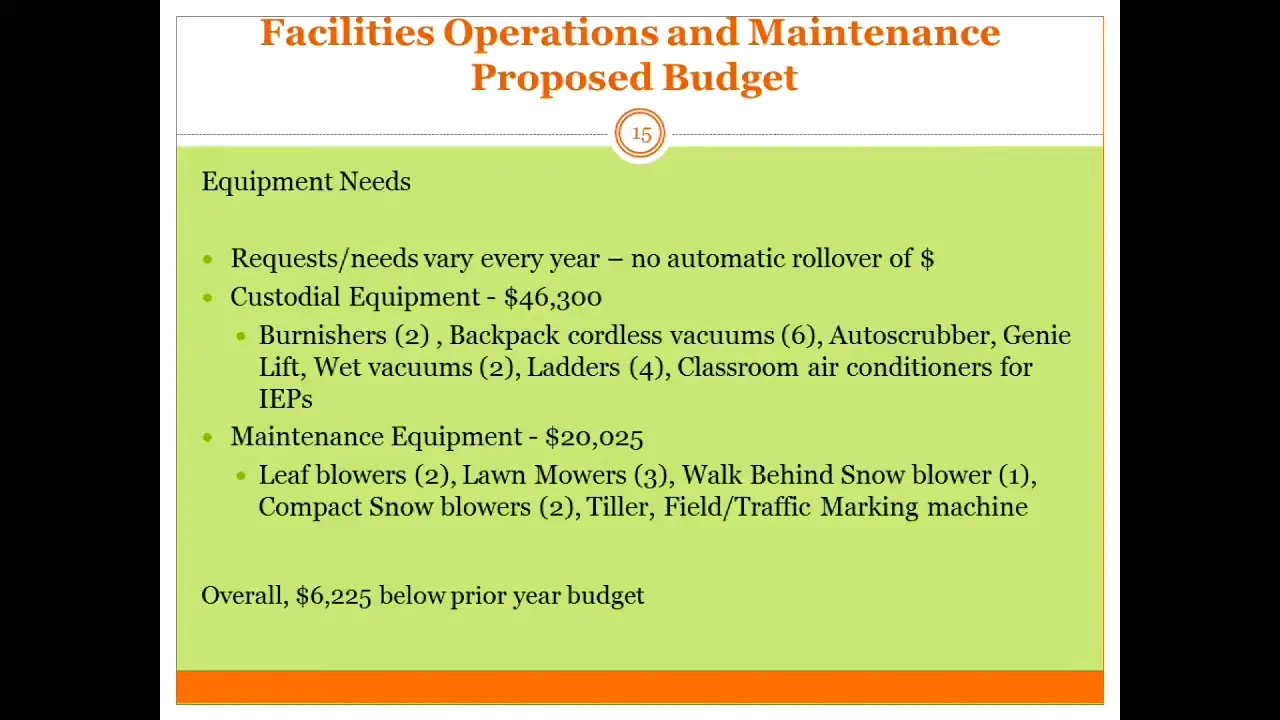 Facilities Operations and Maintenance
Proposed Budget
15
Equipment Needs
• Requests/needs vary every year – no automatic rollover of $
• Custodial Equipment - $46,300
• Burnishers (2) , Backpack cordless vacuums (6), Autoscrubber, Genie
Lift, Wet vacuums (2), Ladders (4), Classroom air conditioners for
IEPs
• Maintenance Equipment - $20,025
• Leaf blowers (2), Lawn Mowers (3), Walk Behind Snow blower (1),
Compact Snow blowers (2), Tiller, Field/Traffic Marking machine
Overall, $6,225 below prior year budget